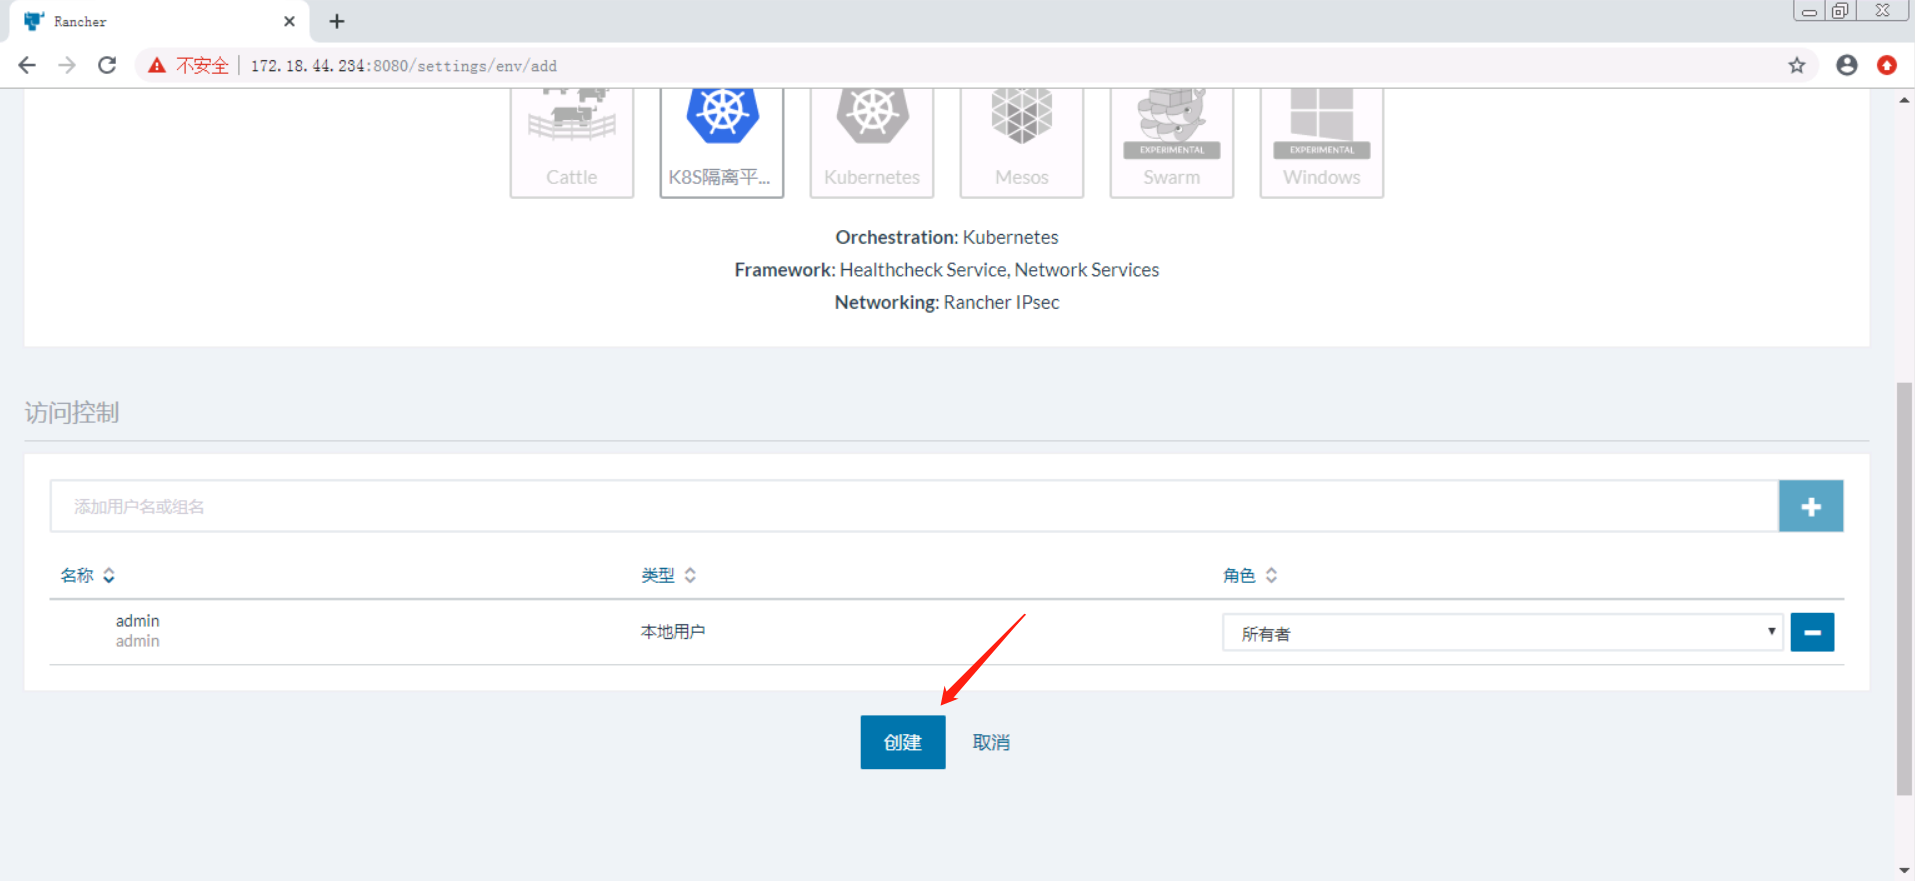 Rancher
不安全
172.18.44.234:8080/settings/env/add
EXPERIMENTAL
EXPERIMENTAL
Cattle
K8S隔离平...
Kubernetes
Mesos
Swarm
Windows
Orchestration: Kubernetes
Framework: Healthcheck Service, Network Services
Networking: Rancher IPsec
访问控制
添加用户名或组名
名称
类型
角色
admin
admin
本地用户
所有者
创建
取消